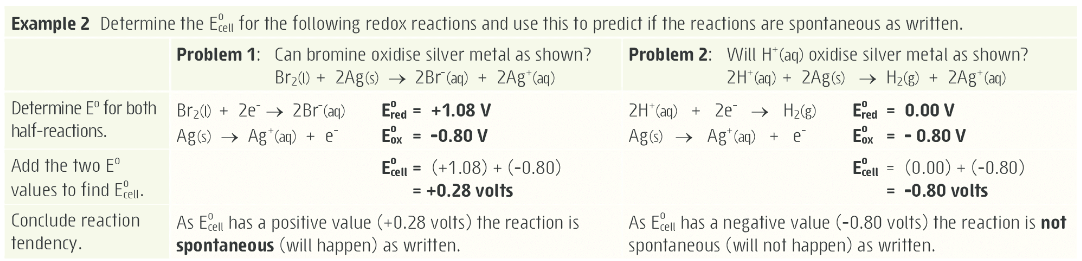 Example 2 Determine the E°cell for the following redox reactions and use this to predict if the reactions are spontaneous as written.
Problem 1: Can bromine oxidise silver metal as shown?
Br₂(l) + 2Ag(s) → 2Br⁻(aq) + 2Ag⁺(aq)
Problem 2: Will H⁺(aq) oxidise silver metal as shown?
2H⁺(aq) + 2Ag(s) → H₂(g) + 2Ag⁺(aq)
Determine E° for both
half-reactions.
Br₂(l) + 2e⁻ → 2Br⁻(aq) E°red = +1.08 V
Ag(s) → Ag⁺(aq) + e⁻ E°ox = -0.80 V
2H⁺(aq) + 2e⁻ → H₂(g) E°red = 0.00 V
Ag(s) → Ag⁺(aq) + e⁻ E°ox = - 0.80 V
Add the two E°
values to find E°cell.
E°cell = (+1.08) + (-0.80)
= +0.28 volts
E°cell = (0.00) + (-0.80)
= -0.80 volts
Conclude reaction
tendency.
As E°cell has a positive value (+0.28 volts) the reaction is
spontaneous (will happen) as written.
As E°cell has a negative value (-0.80 volts) the reaction is not
spontaneous (will not happen) as written.